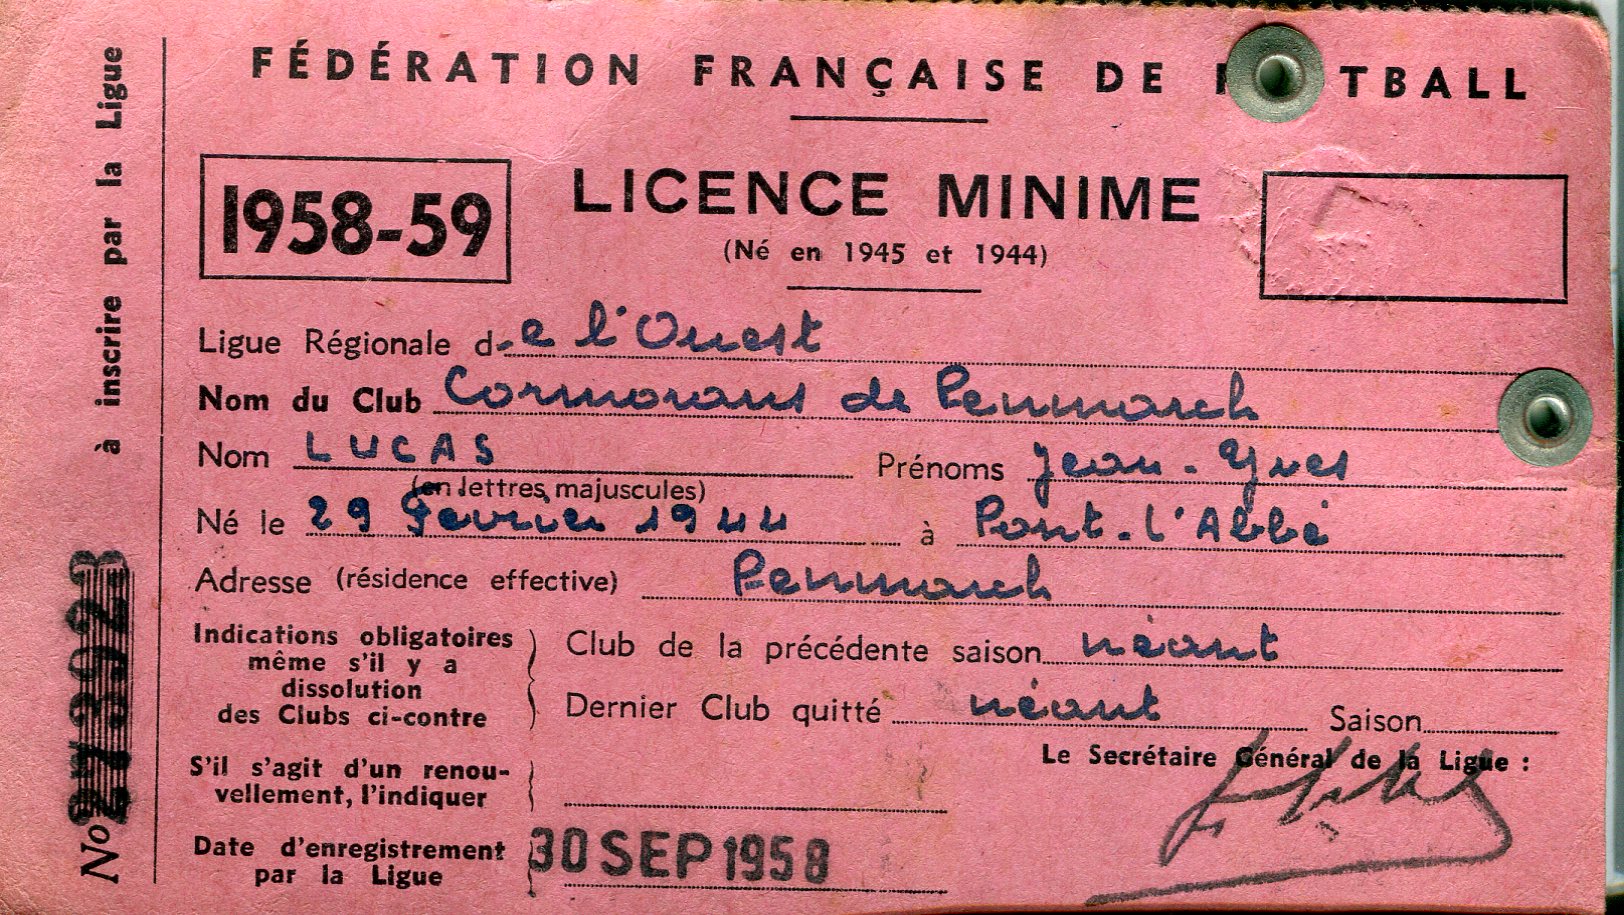 FÉDÉRATION FRANÇAISE DE F TBALL
1958-59
LICENCE MINIME
(Né en 1945 et 1944)
Ligue Régionale d-e l'Ouest
Nom du Club Cormorans de Penmarch
Nom LUCAS Prénoms Jean-Yves
(en lettres majuscules)
Né le 29 Février 1944 à Pont-l'Abbé
Adresse (résidence effective) Penmarch
Indications obligatoires
même s'il y a
dissolution
des Clubs ci-contre
Club de la précédente saison néant
Dernier Club quitté néant Saison
Le Secrétaire Général de la Ligue :
S'il s'agit d'un renou-
vellement, l'indiquer
Date d'enregistrement
par la Ligue
30 SEP 1958
No
à inscrire par la Ligue